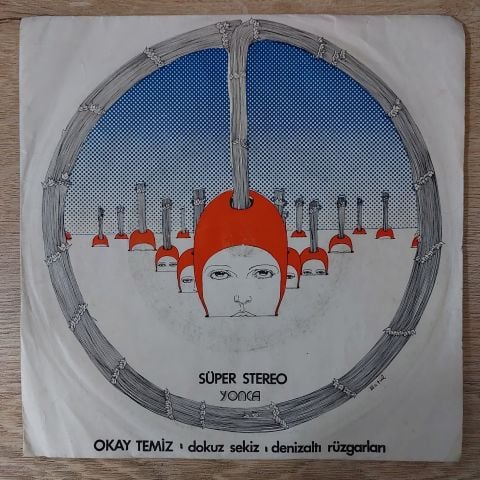 SÜPER STEREO
YONCA
OKAY TEMİZ : dokuz sekiz : denizaltı rüzgarları